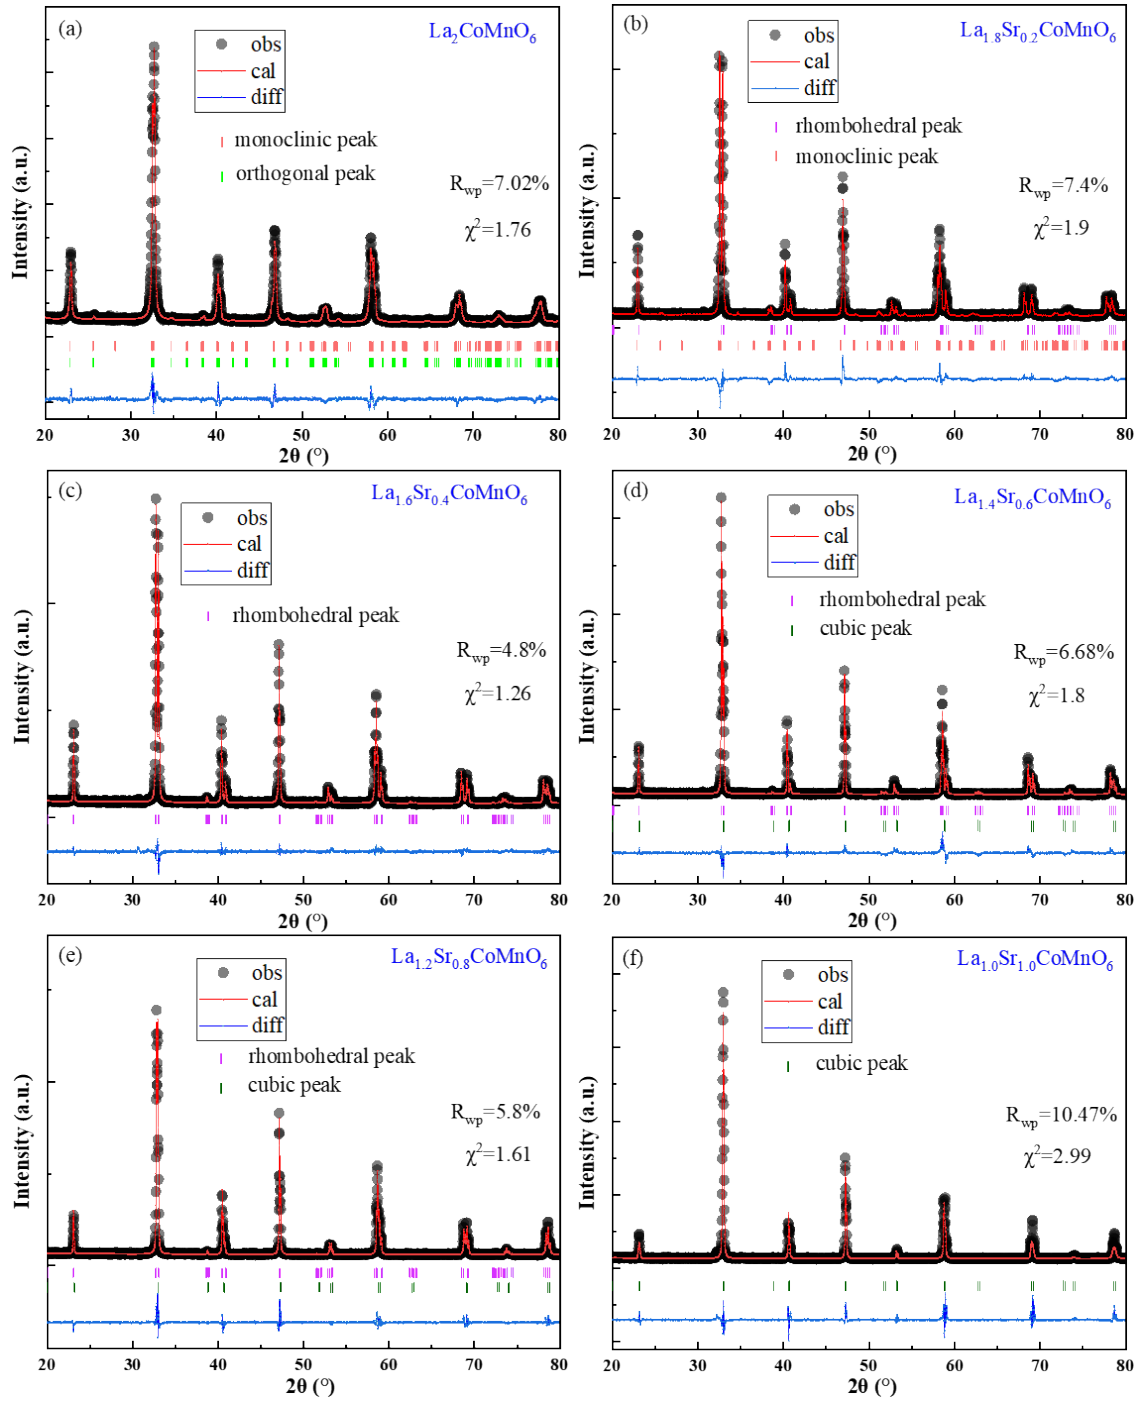 (a)
La₂CoMnO₆
obs
cal
diff
monoclinic peak
orthogonal peak
R_wp=7.02%
χ²=1.76
Intensity (a.u.)
20 30 40 50 60 70 80
2θ (°)
(b)
La₁.₈Sr₀.₂CoMnO₆
obs
cal
diff
rhombohedral peak
monoclinic peak
R_wp=7.4%
χ²=1.9
Intensity (a.u.)
20 30 40 50 60 70 80
2θ (°)
(c)
La₁.₆Sr₀.₄CoMnO₆
obs
cal
diff
rhombohedral peak
R_wp=4.8%
χ²=1.26
Intensity (a.u.)
20 30 40 50 60 70 80
2θ (°)
(d)
La₁.₄Sr₀.₆CoMnO₆
obs
cal
diff
rhombohedral peak
cubic peak
R_wp=6.68%
χ²=1.8
Intensity (a.u.)
20 30 40 50 60 70 80
2θ (°)
(e)
La₁.₂Sr₀.₈CoMnO₆
obs
cal
diff
rhombohedral peak
cubic peak
R_wp=5.8%
χ²=1.61
Intensity (a.u.)
20 30 40 50 60 70 80
2θ (°)
(f)
La₁.₀Sr₁.₀CoMnO₆
obs
cal
diff
cubic peak
R_wp=10.47%
χ²=2.99
Intensity (a.u.)
20 30 40 50 60 70 80
2θ (°)